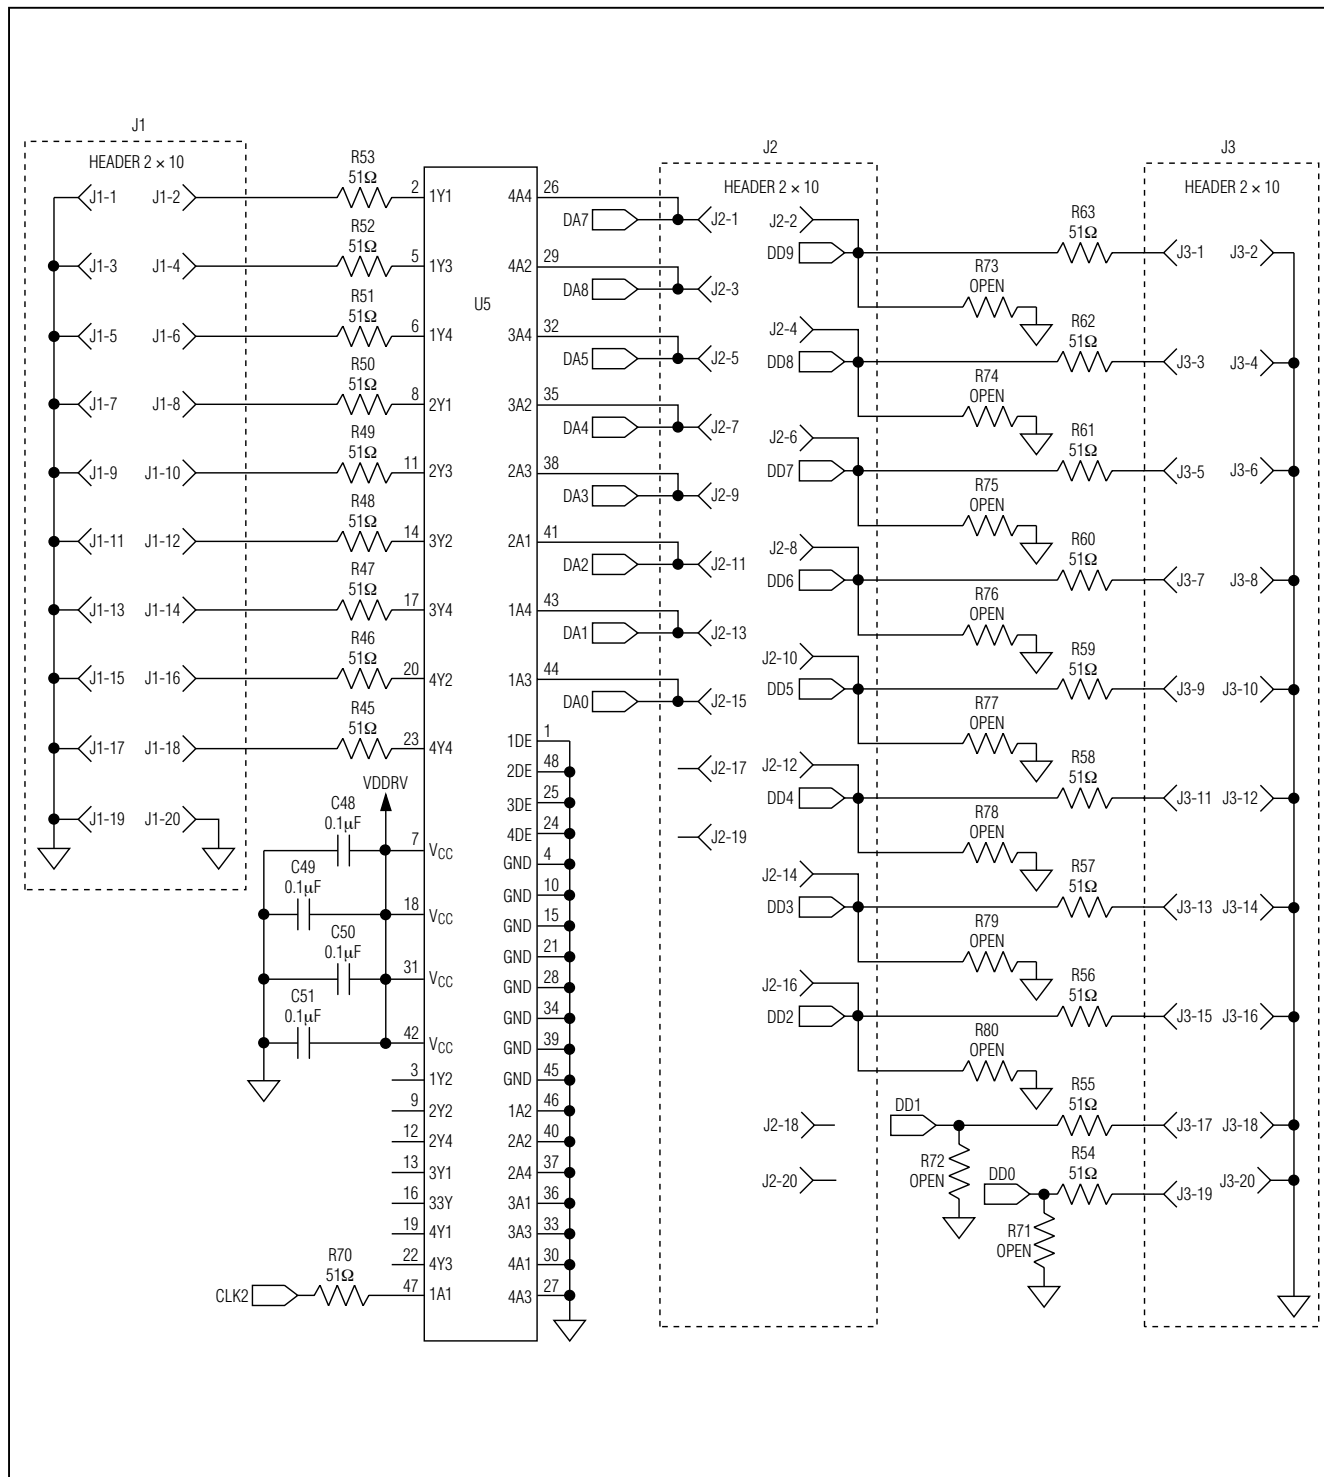 J1
HEADER 2 × 10
J1-1 J1-2
J1-3 J1-4
J1-5 J1-6
J1-7 J1-8
J1-9 J1-10
J1-11 J1-12
J1-13 J1-14
J1-15 J1-16
J1-17 J1-18
J1-19 J1-20
R53
51Ω
R52
51Ω
R51
51Ω
R50
51Ω
R49
51Ω
R48
51Ω
R47
51Ω
R46
51Ω
R45
51Ω
VDDRV
C48
0.1µF
C49
0.1µF
C50
0.1µF
C51
0.1µF
CLK2
R70
51Ω
U5
2 1Y1
5 1Y3
6 1Y4
8 2Y1
11 2Y3
14 3Y2
17 3Y4
20 4Y2
23 4Y4
7 VCC
18 VCC
31 VCC
42 VCC
3 1Y2
9 2Y2
12 2Y4
13 3Y1
16 33Y
19 4Y1
22 4Y3
47 1A1
4A4 26
4A2 29
3A4 32
3A2 35
2A3 38
2A1 41
1A4 43
1A3 44
1DE 1
2DE 48
3DE 25
4DE 24
GND 4
GND 10
GND 15
GND 21
GND 28
GND 34
GND 39
GND 45
1A2 46
2A2 40
2A4 37
3A1 36
3A3 33
4A1 30
4A3 27
DA7
DA8
DA5
DA4
DA3
DA2
DA1
DA0
J2
HEADER 2 × 10
J2-1
J2-3
J2-5
J2-7
J2-9
J2-11
J2-13
J2-15
J2-17
J2-19
J2-2
DD9
J2-4
DD8
J2-6
DD7
J2-8
DD6
J2-10
DD5
J2-12
DD4
J2-14
DD3
J2-16
DD2
J2-18
J2-20
DD1
DD0
R63
51Ω
R73
OPEN
R62
51Ω
R74
OPEN
R61
51Ω
R75
OPEN
R60
51Ω
R76
OPEN
R59
51Ω
R77
OPEN
R58
51Ω
R78
OPEN
R57
51Ω
R79
OPEN
R56
51Ω
R80
OPEN
R55
51Ω
R72
OPEN
R54
51Ω
R71
OPEN
J3
HEADER 2 × 10
J3-1 J3-2
J3-3 J3-4
J3-5 J3-6
J3-7 J3-8
J3-9 J3-10
J3-11 J3-12
J3-13 J3-14
J3-15 J3-16
J3-17 J3-18
J3-19 J3-20